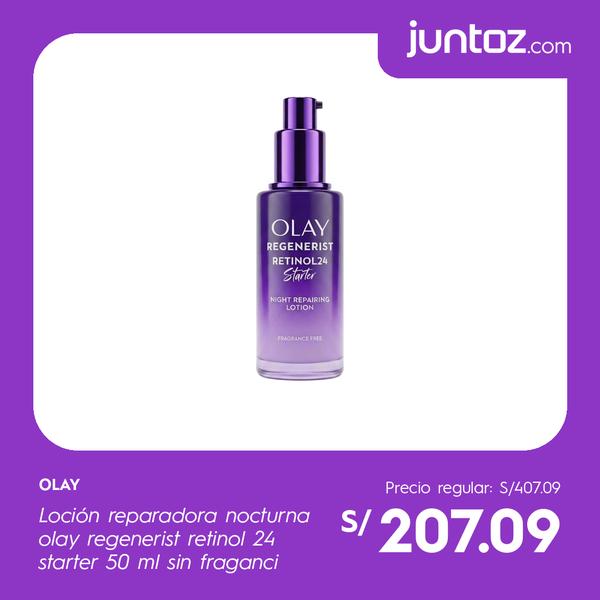 juntoz.com
OLAY
REGENERIST
RETINOL24
Starter
NIGHT REPAIRING
LOTION
FRAGRANCE FREE
OLAY
Loción reparadora nocturna
olay regenerist retinol 24
starter 50 ml sin fraganci
Precio regular: S/407.09
S/ 207.09